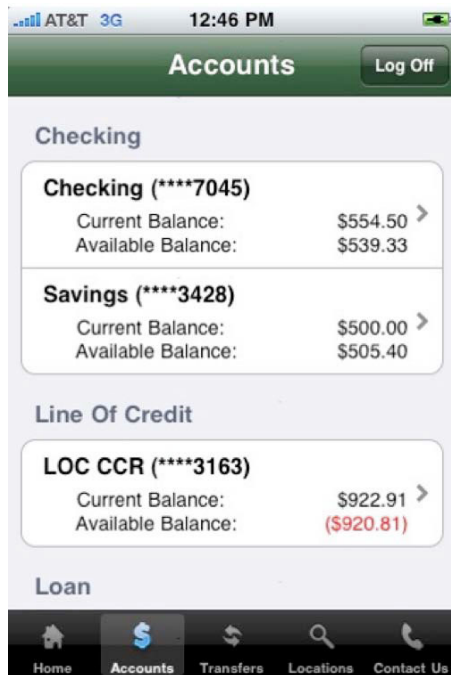 AT&T 3G 12:46 PM
Accounts Log Off
Checking
Checking (****7045)
Current Balance: $554.50
Available Balance: $539.33
Savings (****3428)
Current Balance: $500.00
Available Balance: $505.40
Line Of Credit
LOC CCR (****3163)
Current Balance: $922.91
Available Balance: ($920.81)
Loan
Home Accounts Transfers Locations Contact Us